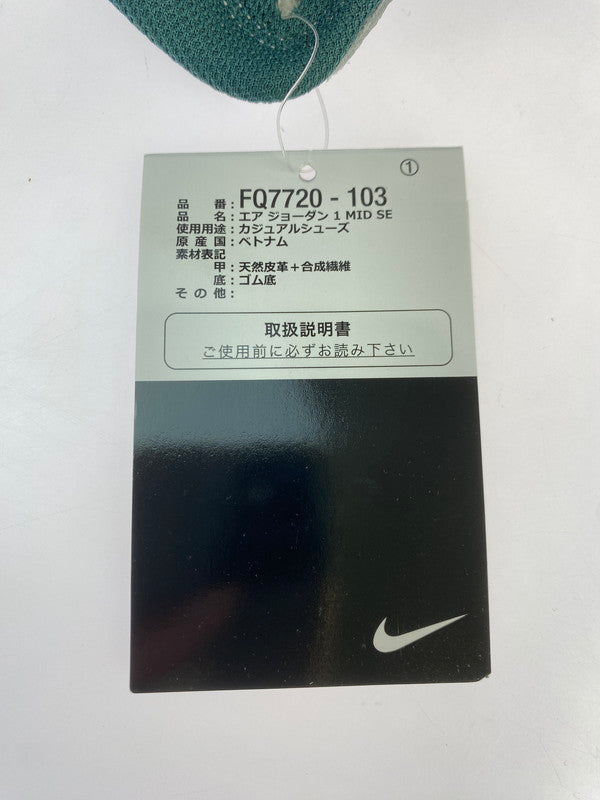 ①
品番：FQ7720 - 103
品名：エア ジョーダン 1 MID SE
使用用途：カジュアルシューズ
原産国：ベトナム
素材表記
甲：天然皮革＋合成繊維
底：ゴム底
その他：
取扱説明書
ご使用前に必ずお読み下さい